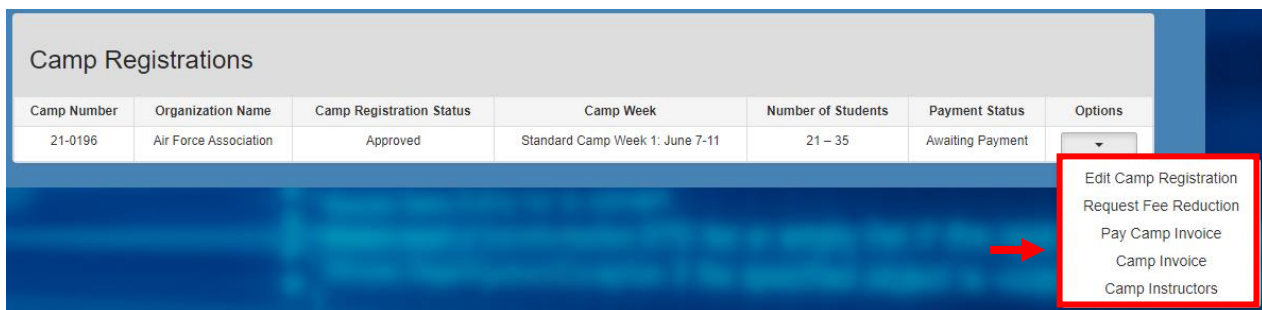 Camp Registrations
Camp Number Organization Name Camp Registration Status Camp Week Number of Students Payment Status Options
21-0196 Air Force Association Approved Standard Camp Week 1: June 7-11 21 – 35 Awaiting Payment
Edit Camp Registration
Request Fee Reduction
Pay Camp Invoice
Camp Invoice
Camp Instructors